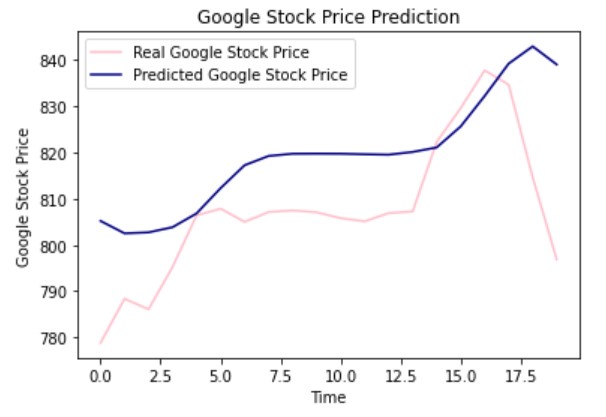 Google Stock Price Prediction
Real Google Stock Price
Predicted Google Stock Price
Google Stock Price
840
830
820
810
800
790
780
0.0 2.5 5.0 7.5 10.0 12.5 15.0 17.5
Time